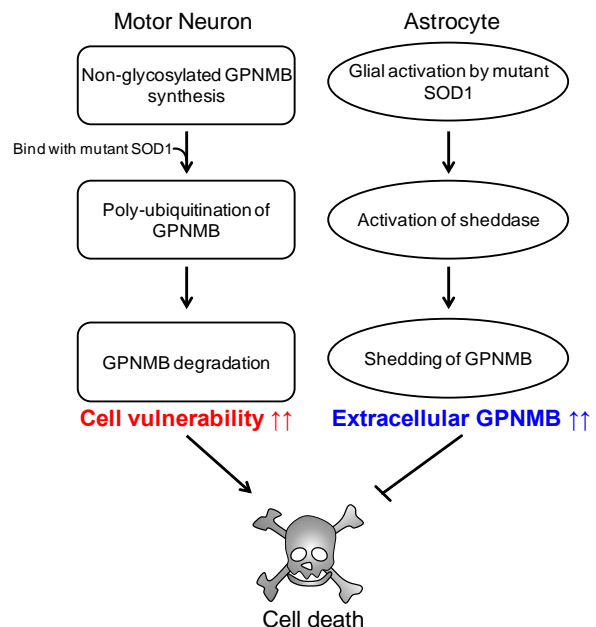 Motor Neuron
Non-glycosylated GPNMB
synthesis
Bind with mutant SOD1
Poly-ubiquitination of
GPNMB
GPNMB degradation
Cell vulnerability ↑↑
Astrocyte
Glial activation by mutant
SOD1
Activation of sheddase
Shedding of GPNMB
Extracellular GPNMB ↑↑
Cell death